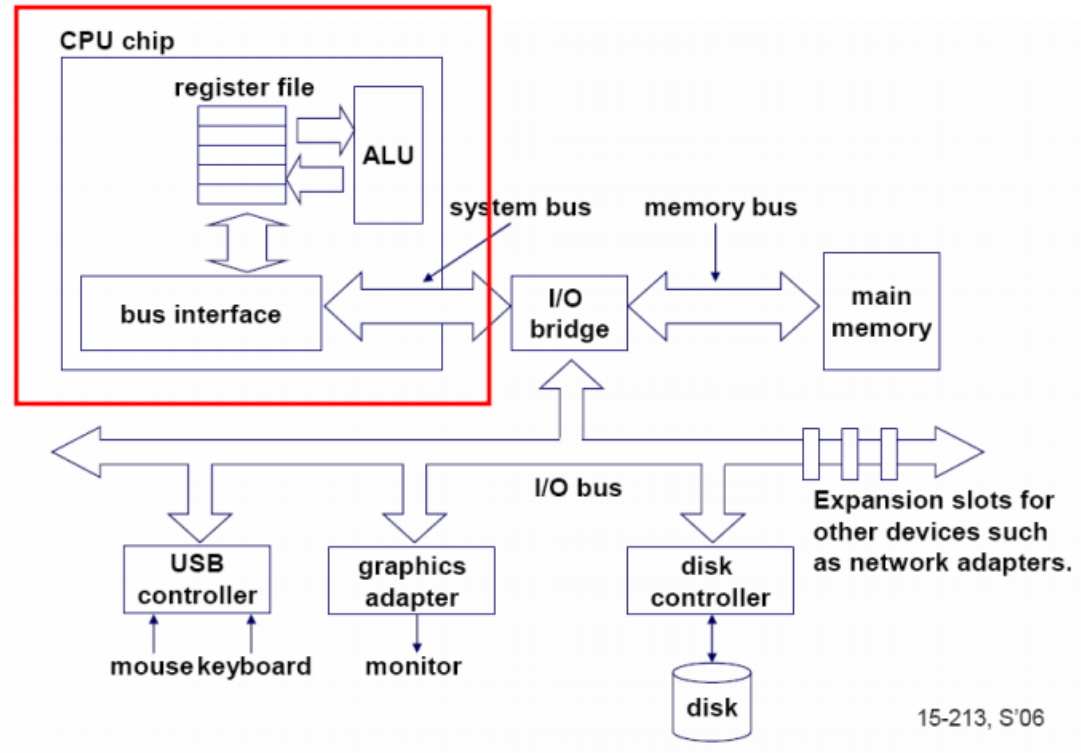 CPU chip
register file
ALU
system bus
memory bus
bus interface
I/O
bridge
main
memory
I/O bus
Expansion slots for
other devices such
as network adapters.
USB
controller
graphics
adapter
disk
controller
mouse keyboard
monitor
disk
15-213, S'06